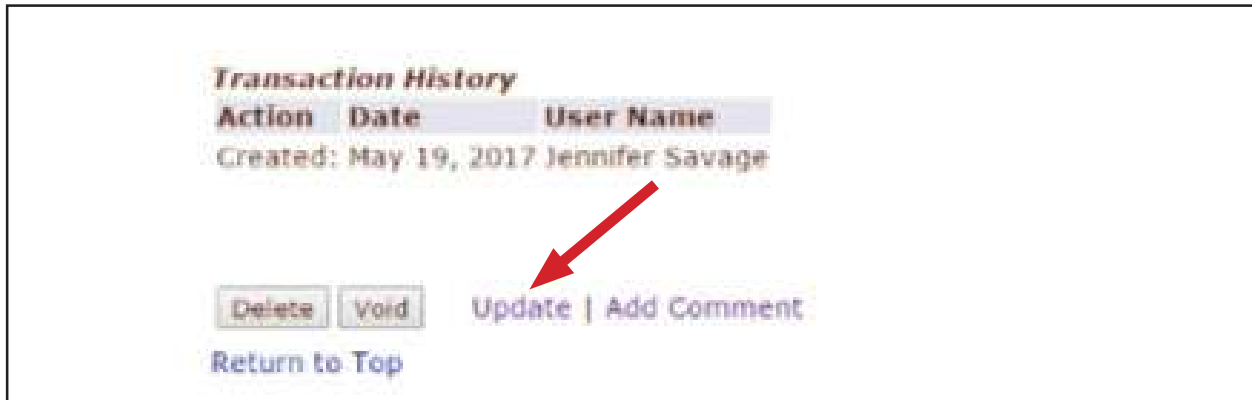 Transaction History
Action Date User Name
Created: May 19, 2017 Jennifer Savage
Delete Void Update | Add Comment
Return to Top